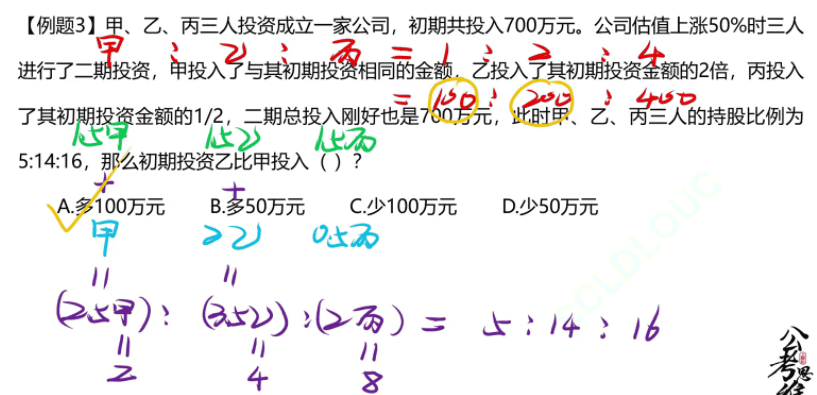 【例题3】甲、乙、丙三人投资成立一家公司，初期共投入700万元。公司估值上涨50%时三人
甲 : 乙 : 丙 = 1 : 2 : 4
进行了二期投资，甲投入了与其初期投资相同的金额，乙投入了其初期投资金额的2倍，丙投入
= 100 : 200 : 400
了其初期投资金额的1/2，二期总投入刚好也是700万元，此时甲、乙、丙三人的持股比例为
1.5甲 1.5乙 1.5丙
5:14:16，那么初期投资乙比甲投入（ ）？
+ +
A.多100万元 B.多50万元 C.少100万元 D.少50万元
甲 2乙 0.5丙
= =
(2.5甲) : (3.5乙) : (2丙) = 5 : 14 : 16
= = =
2 4 8
GCLDLOUC
公考思维